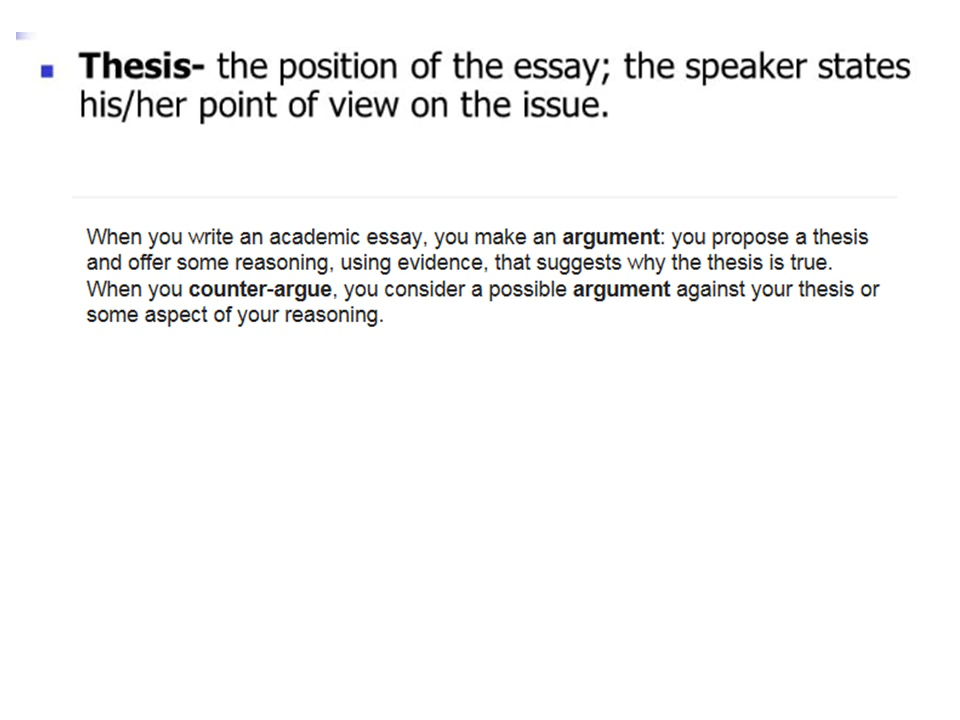 Thesis- the position of the essay; the speaker states
his/her point of view on the issue.
When you write an academic essay, you make an argument: you propose a thesis
and offer some reasoning, using evidence, that suggests why the thesis is true.
When you counter-argue, you consider a possible argument against your thesis or
some aspect of your reasoning.